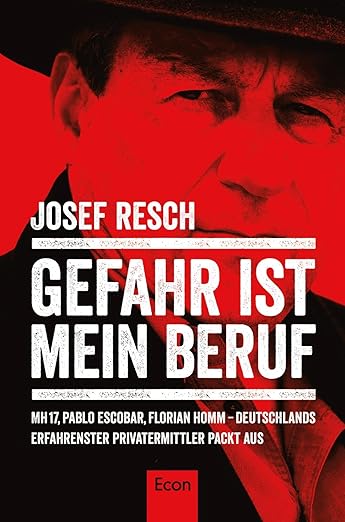 JOSEF RESCH
GEFAHR IST
MEIN BERUF
MH17, PABLO ESCOBAR, FLORIAN HOMM – DEUTSCHLANDS
ERFAHRENSTER PRIVATERMITTLER PACKT AUS
Econ